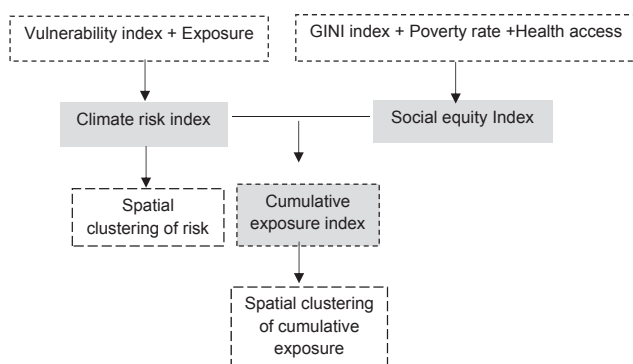 Vulnerability index + Exposure
GINI index + Poverty rate +Health access
Climate risk index
Social equity Index
Spatial
clustering of risk
Cumulative
exposure index
Spatial clustering
of cumulative
exposure